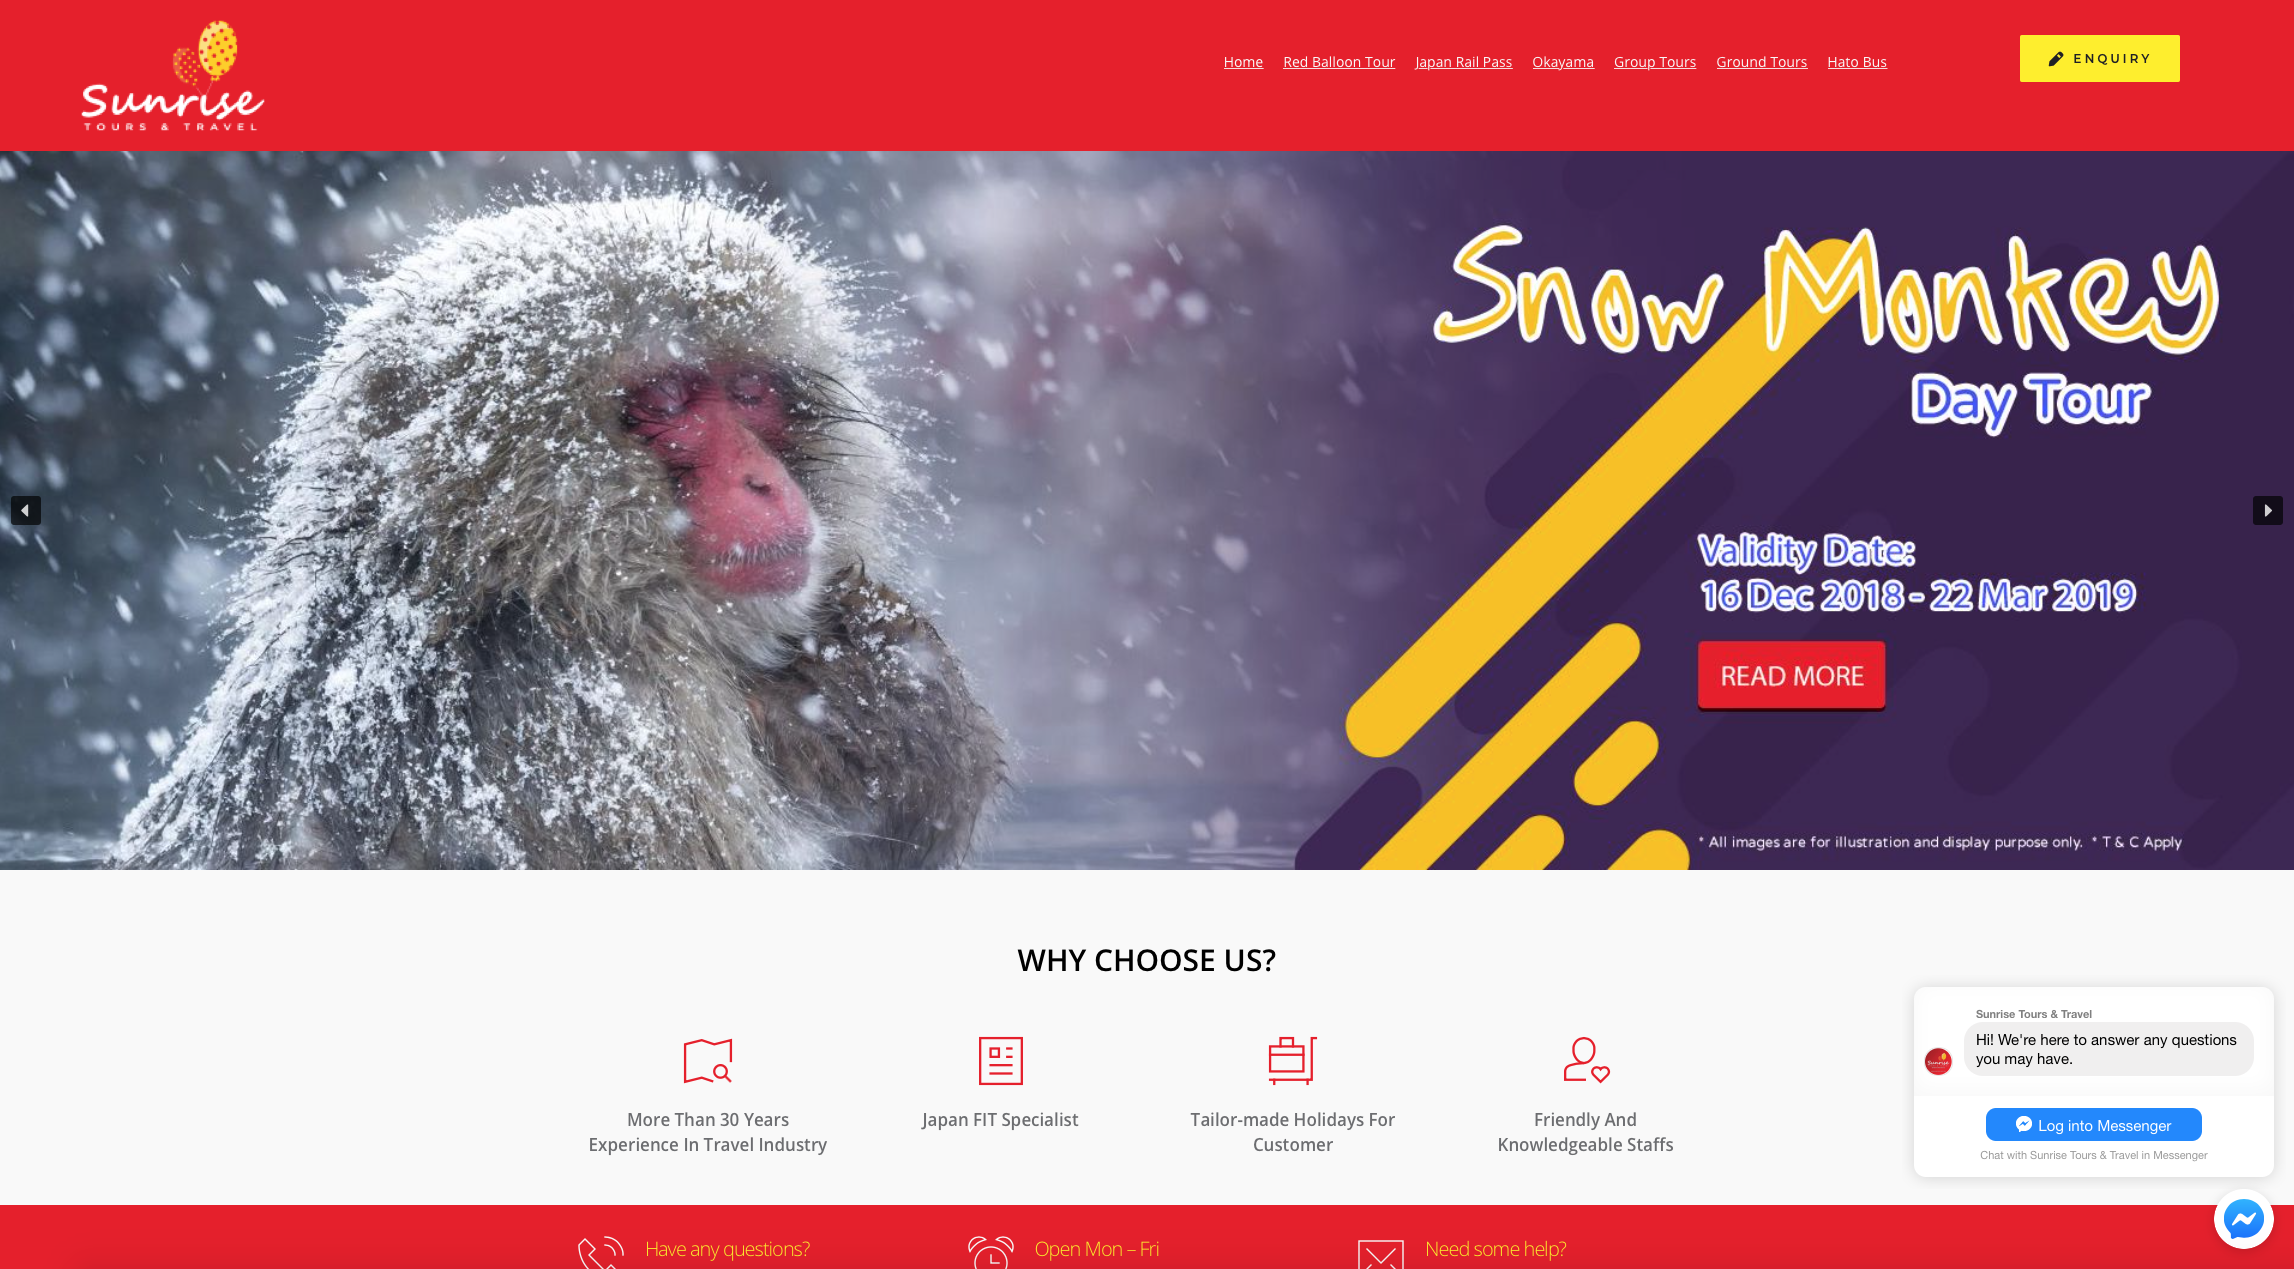 Sunrise
TOURS & TRAVEL
Home Red Balloon Tour Japan Rail Pass Okayama Group Tours Ground Tours Hato Bus
ENQUIRY
Snow Monkey
Day Tour
Validity Date:
16 Dec 2018 - 22 Mar 2019
READ MORE
* All images are for illustration and display purpose only. * T & C Apply
WHY CHOOSE US?
More Than 30 Years
Experience In Travel Industry
Japan FIT Specialist
Tailor-made Holidays For
Customer
Friendly And
Knowledgeable Staffs
Sunrise Tours & Travel
Hi! We're here to answer any questions
you may have.
Log into Messenger
Chat with Sunrise Tours & Travel in Messenger
Have any questions?
Open Mon – Fri
Need some help?